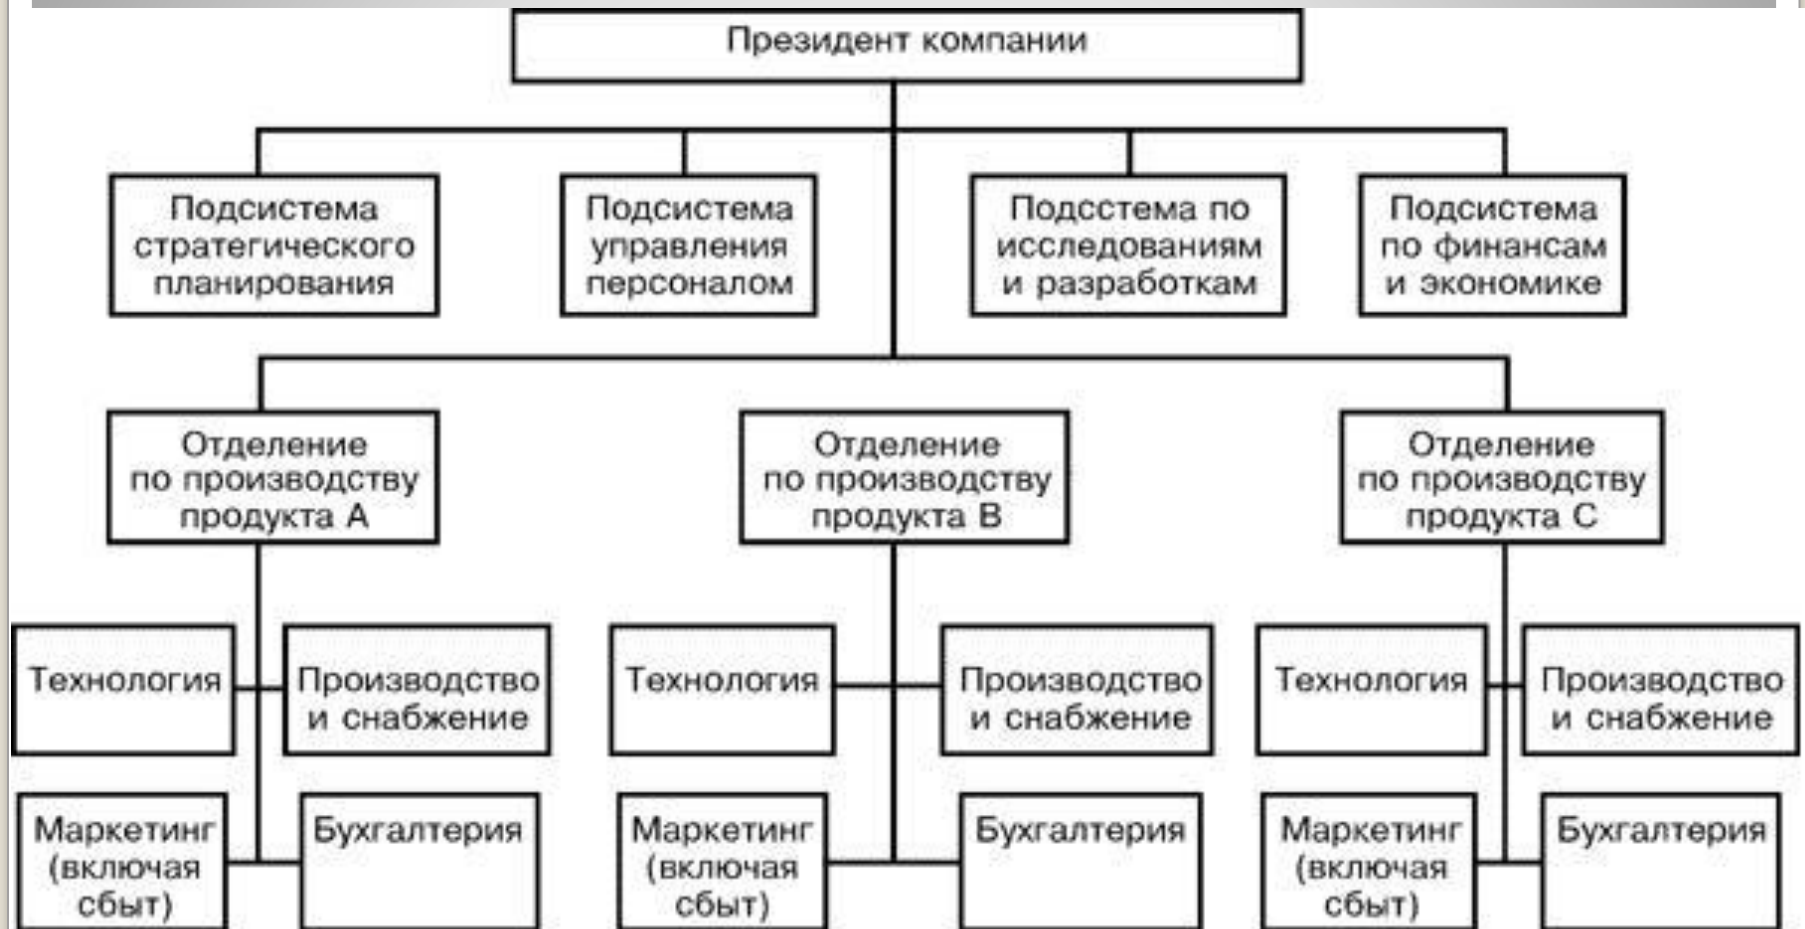 Президент компании
Подсистема
стратегического
планирования
Подсистема
управления
персоналом
Подсстема по
исследованиям
и разработкам
Подсистема
по финансам
и экономике
Отделение
по производству
продукта А
Отделение
по производству
продукта В
Отделение
по производству
продукта С
Технология
Производство
и снабжение
Технология
Производство
и снабжение
Технология
Производство
и снабжение
Маркетинг
(включая
сбыт)
Бухгалтерия
Маркетинг
(включая
сбыт)
Бухгалтерия
Маркетинг
(включая
сбыт)
Бухгалтерия